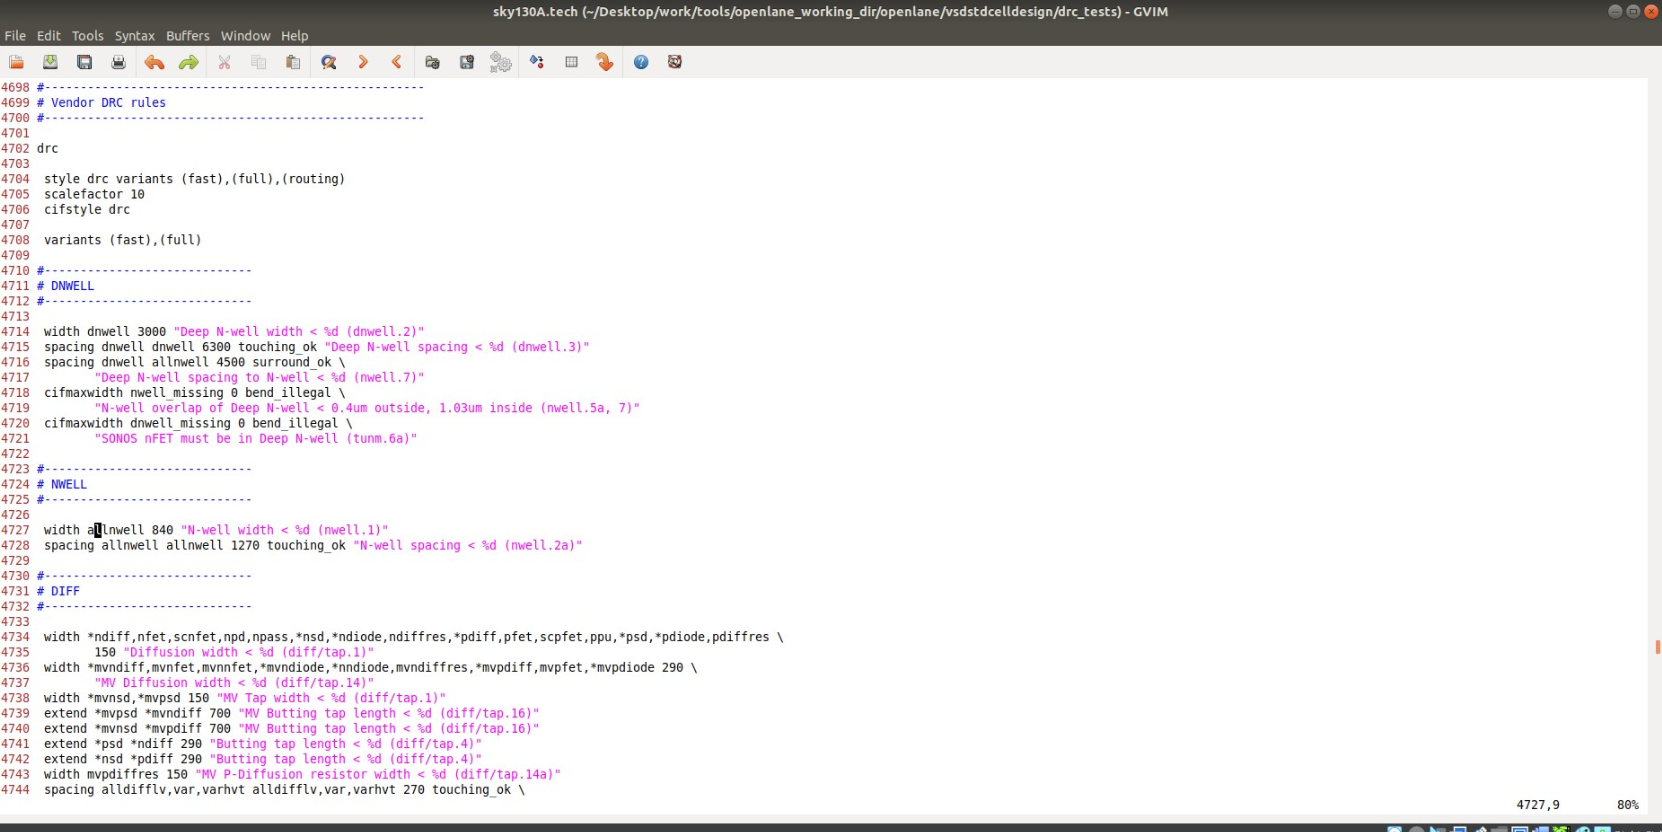 sky130A.tech (~/Desktop/work/tools/openlane_working_dir/openlane/vsdstdcelldesign/drc_tests) - GVIM
File Edit Tools Syntax Buffers Window Help
4698 #-----------------------------------------------------
4699 # Vendor DRC rules
4700 #-----------------------------------------------------
4701
4702 drc
4703
4704  style drc variants (fast),(full),(routing)
4705  scalefactor 10
4706  cifstyle drc
4707
4708  variants (fast),(full)
4709
4710 #-----------------------------
4711 # DNWELL
4712 #-----------------------------
4713
4714  width dnwell 3000 "Deep N-well width < %d (dnwell.2)"
4715  spacing dnwell dnwell 6300 touching_ok "Deep N-well spacing < %d (dnwell.3)"
4716  spacing dnwell allnwell 4500 surround_ok \
4717         "Deep N-well spacing to N-well < %d (nwell.7)"
4718  cifmaxwidth nwell_missing 0 bend_illegal \
4719         "N-well overlap of Deep N-well < 0.4um outside, 1.03um inside (nwell.5a, 7)"
4720  cifmaxwidth dnwell_missing 0 bend_illegal \
4721         "SONOS nFET must be in Deep N-well (tunm.6a)"
4722
4723 #-----------------------------
4724 # NWELL
4725 #-----------------------------
4726
4727  width allnwell 840 "N-well width < %d (nwell.1)"
4728  spacing allnwell allnwell 1270 touching_ok "N-well spacing < %d (nwell.2a)"
4729
4730 #-----------------------------
4731 # DIFF
4732 #-----------------------------
4733
4734  width *ndiff,nfet,scnfet,npd,npass,*nsd,*ndiode,ndiffres,*pdiff,pfet,scpfet,ppu,*psd,*pdiode,pdiffres \
4735         150 "Diffusion width < %d (diff/tap.1)"
4736  width *mvndiff,mvnfet,mvnnfet,*mvndiode,*nndiode,mvndiffres,*mvpdiff,mvpfet,*mvpdiode 290 \
4737         "MV Diffusion width < %d (diff/tap.14)"
4738  width *mvnsd,*mvpsd 150 "MV Tap width < %d (diff/tap.1)"
4739  extend *mvpsd *mvndiff 700 "MV Butting tap length < %d (diff/tap.16)"
4740  extend *mvnsd *mvpdiff 700 "MV Butting tap length < %d (diff/tap.16)"
4741  extend *psd *ndiff 290 "Butting tap length < %d (diff/tap.4)"
4742  extend *nsd *pdiff 290 "Butting tap length < %d (diff/tap.4)"
4743  width mvpdiffres 150 "MV P-Diffusion resistor width < %d (diff/tap.14a)"
4744  spacing alldifflv,var,varhvt alldifflv,var,varhvt 270 touching_ok \
4727,9 80%